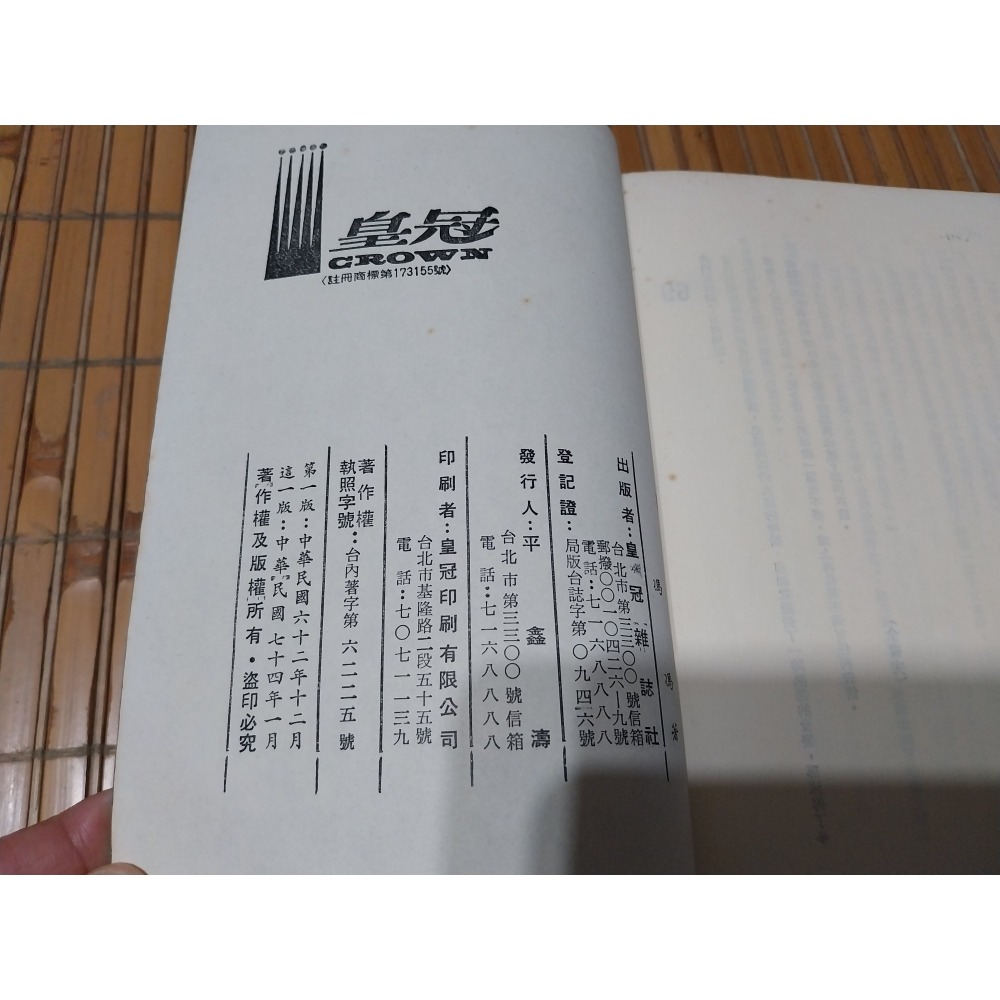 皇冠
CROWN
〈註冊商標第173155號〉
馮馮著
出版者：皇冠雜誌社
台北市第三三〇〇號信箱
郵撥〇〇一〇四二六—九號
電話：七一六八八八八
登記證：局版台誌字第〇九四六號
發行人：平鑫濤
台北市第三三〇〇號信箱
電話：七一六八八八八
印刷者：皇冠印刷有限公司
台北市基隆路二段五十五號
電話：七〇七一一三九
著作權
執照字號：台內著字第六二二二五號
第一版：中華民國六十二年十二月
這一版：中華民國七十四年一月
著作權及版權所有・盜印必究